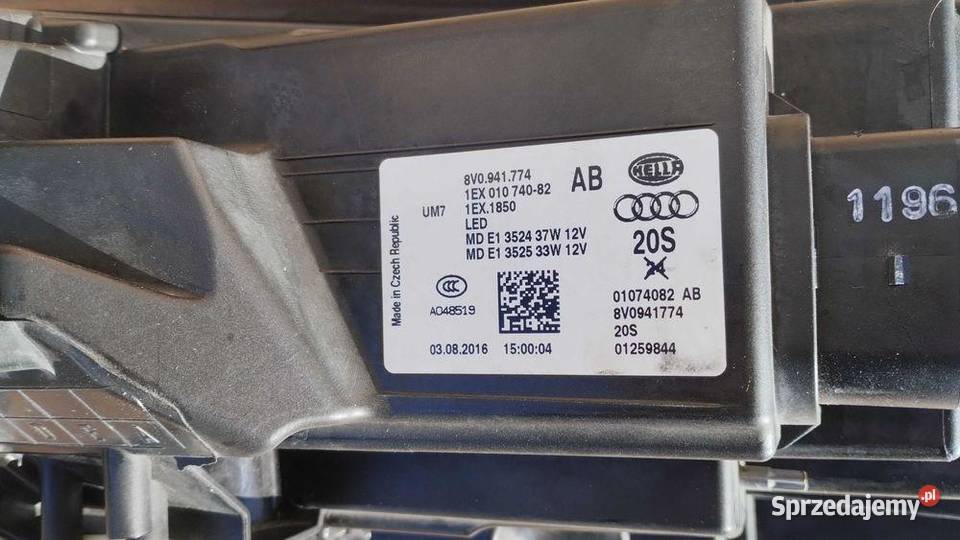 8V0.941.774
1EX 010 740-82
AB
HELLA
UM7
1EX.1850
LED
20S
MD E1 3524 37W 12V
MD E1 3525 33W 12V
Made in Czech Republic
CCC
A048519
01074082 AB
8V0941774
20S
03.08.2016 15:00:04
01259844
1196
Sprzedajemy.pl